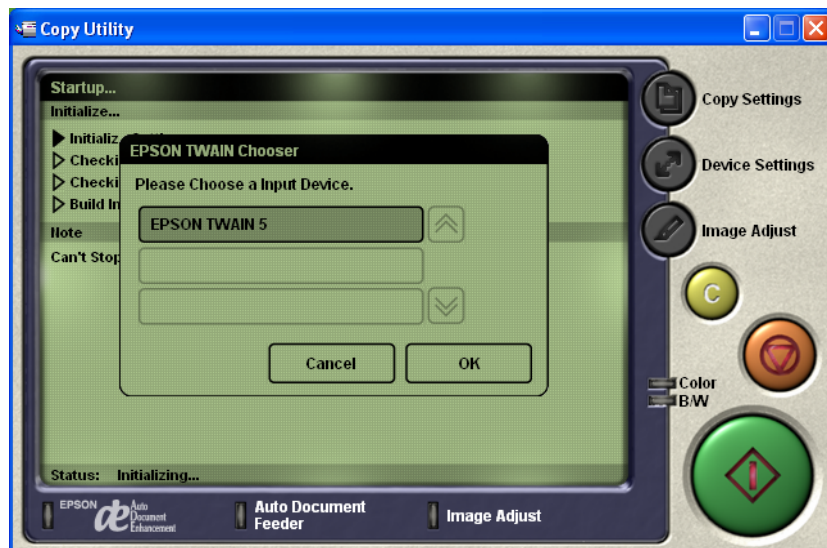 Copy Utility
Startup...
Initialize...
Initializ
Checki
Checki
Build In
Note
Can't Stop
EPSON TWAIN Chooser
Please Choose a Input Device.
EPSON TWAIN 5
Cancel
OK
Status: Initializing...
Copy Settings
Device Settings
Image Adjust
C
Color
B/W
EPSON
Auto
Document
Enhancement
Auto Document
Feeder
Image Adjust